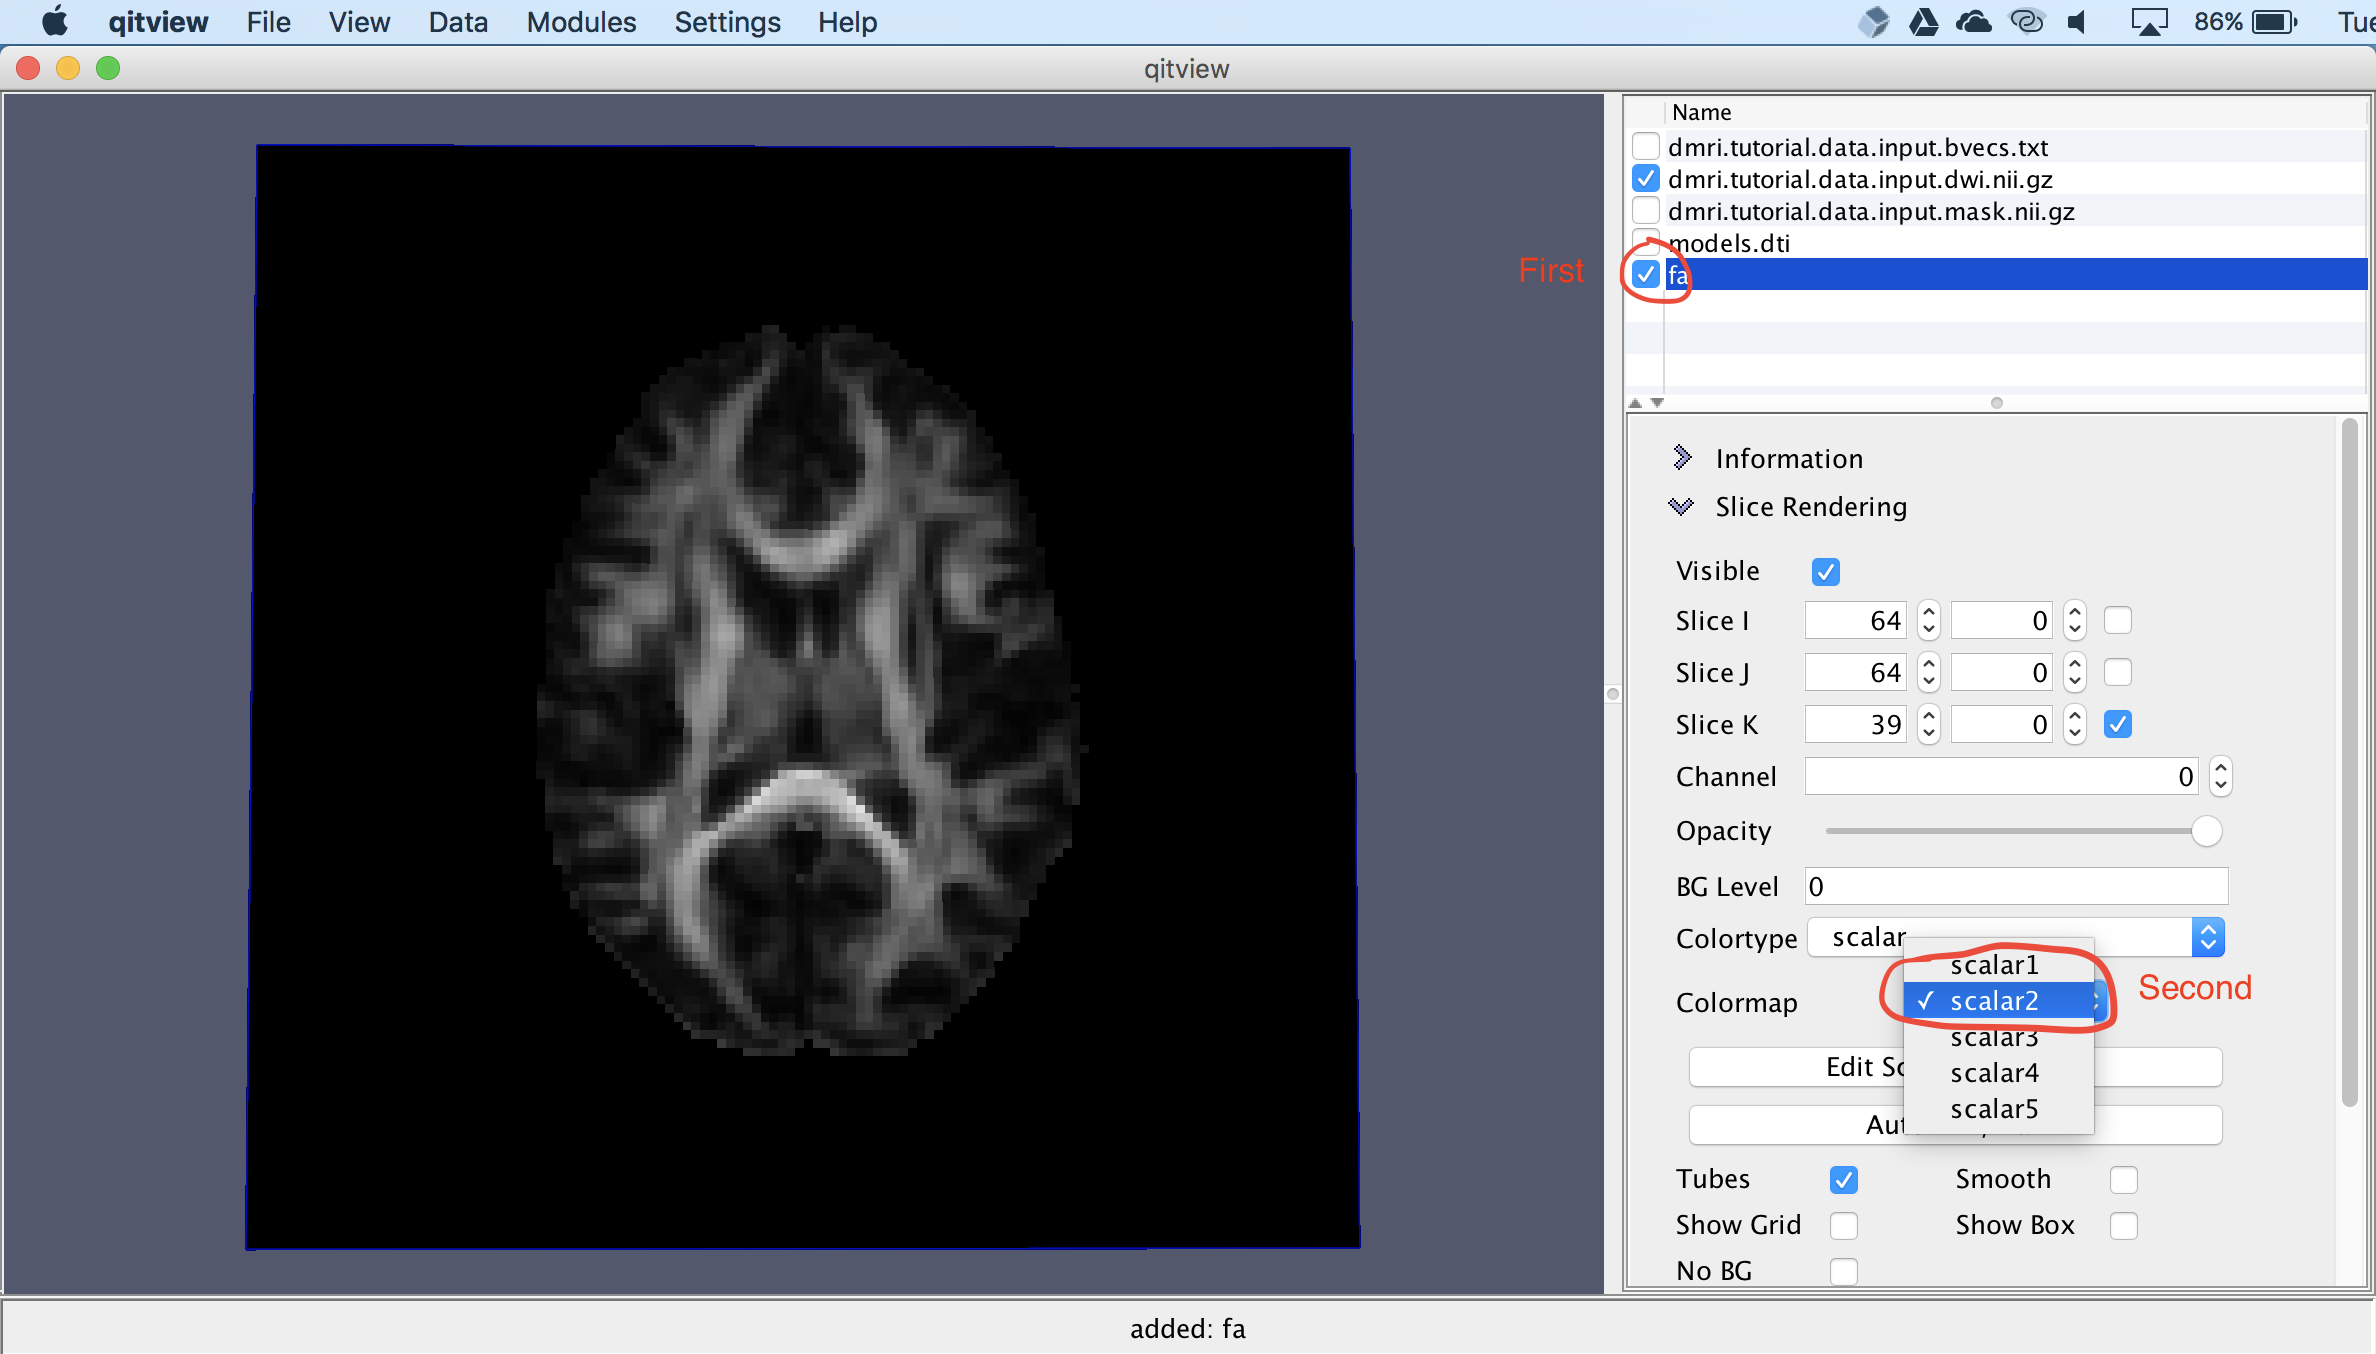 qitview File View Data Modules Settings Help 86% Tue
qitview
Name
dmri.tutorial.data.input.bvecs.txt
dmri.tutorial.data.input.dwi.nii.gz
dmri.tutorial.data.input.mask.nii.gz
models.dti
First
fa
Information
Slice Rendering
Visible
Slice I 64 0
Slice J 64 0
Slice K 39 0
Channel 0
Opacity
BG Level 0
Colortype scalar
scalar1
Colormap scalar2 Second
scalar3
Edit
scalar4
scalar5
Tubes Smooth
Show Grid Show Box
No BG
added: fa